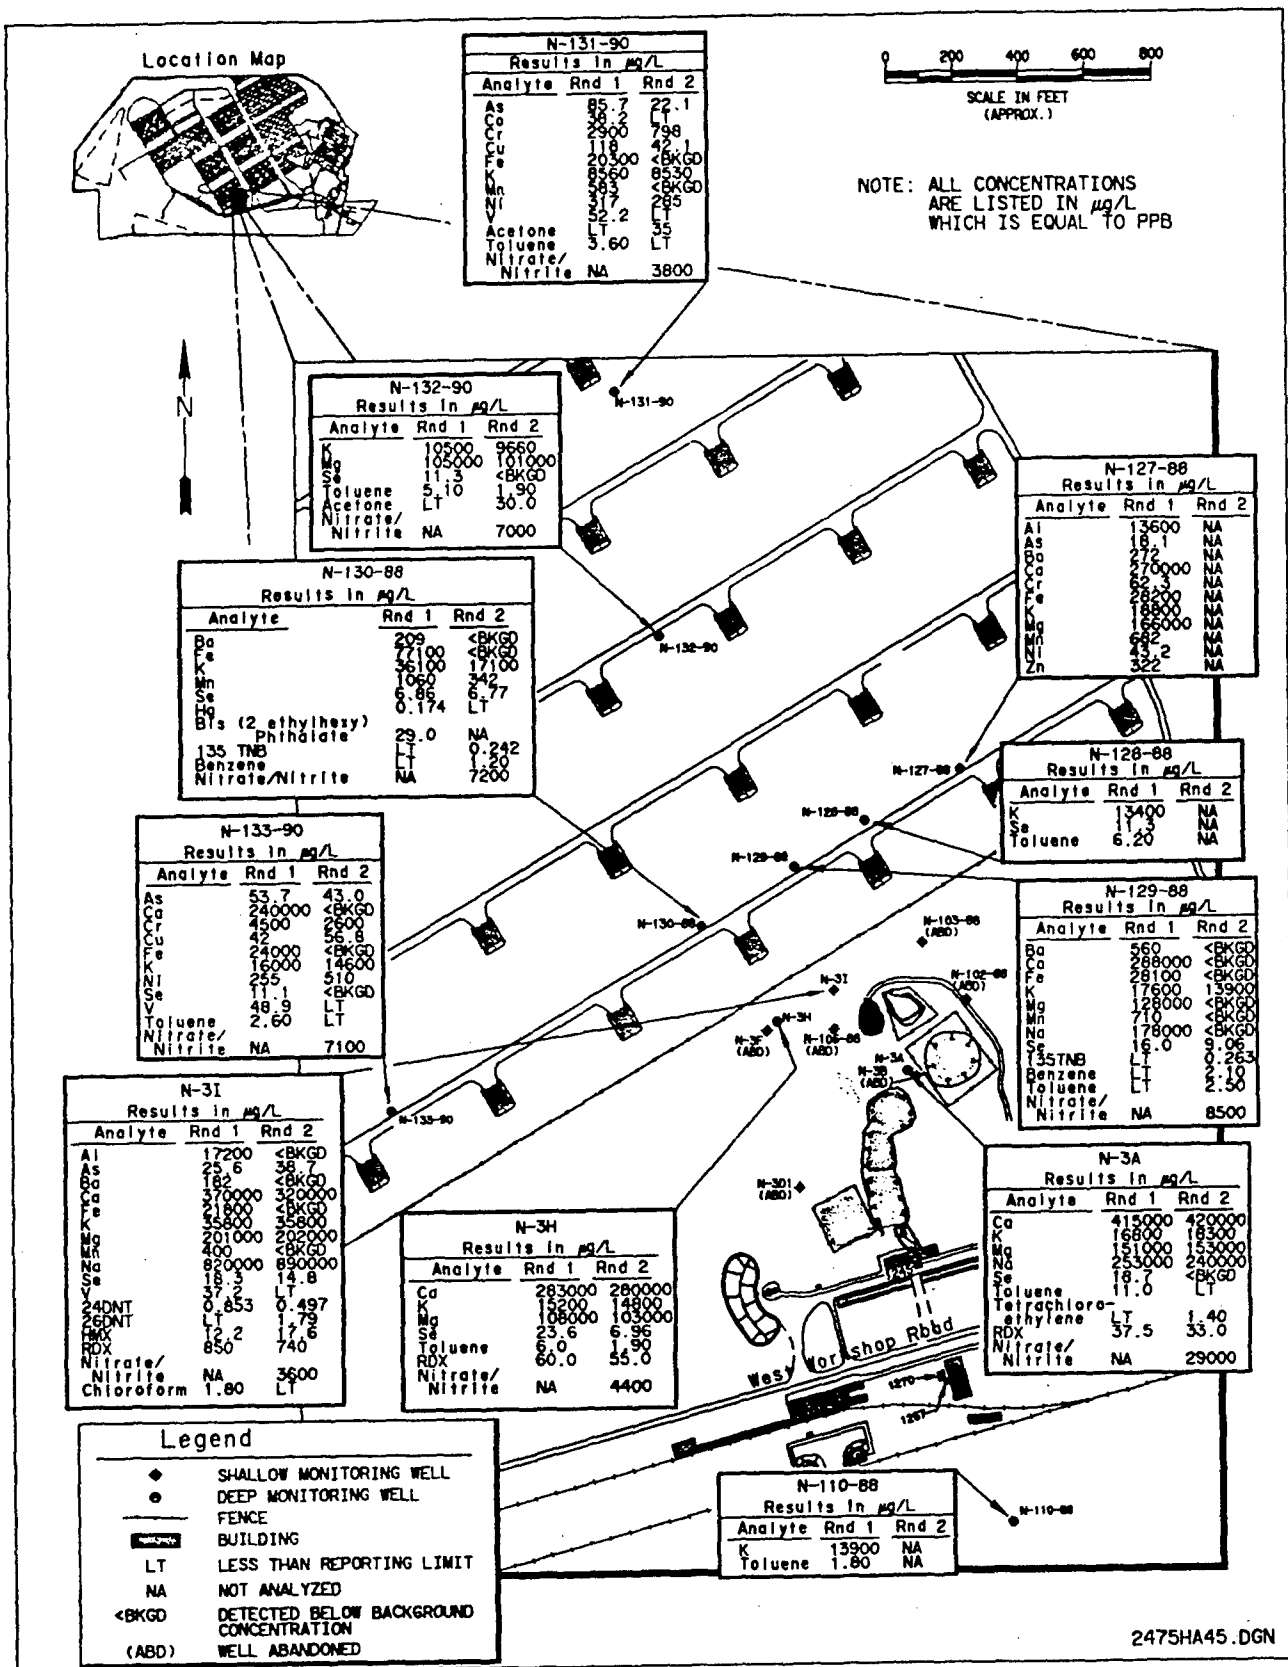 Location Map
N-131-90
Results in µg/L
Analyte Rnd 1 Rnd 2
As 85.7 22.1
Co 38.2 LT
Cr 2900 798
Cu 118 42.1
Fe 20300 <BKGD
K 8560 8530
Mn 583 <BKGD
Ni 317 285
V 52.2 LT
Acetone LT 35
Toluene 3.60 LT
Nitrate/
Nitrite NA 3800
0 200 400 600 800
SCALE IN FEET
(APPROX.)
NOTE: ALL CONCENTRATIONS
ARE LISTED IN µg/L
WHICH IS EQUAL TO PPB
N
N-132-90
Results in µg/L
Analyte Rnd 1 Rnd 2
K 10500 9660
Mg 105000 101000
Se 11.3 <BKGD
Toluene 5.10 1.90
Acetone LT 30.0
Nitrate/
Nitrite NA 7000
N-131-90
N-127-88
Results in µg/L
Analyte Rnd 1 Rnd 2
Al 13600 NA
As 18.1 NA
Ba 272 NA
Ca 270000 NA
Cr 62.3 NA
Fe 28200 NA
K 18800 NA
Mg 166000 NA
Mn 682 NA
Ni 43.2 NA
Zn 322 NA
N-130-88
Results in µg/L
Analyte Rnd 1 Rnd 2
Ba 209 <BKGD
Fe 77100 <BKGD
K 36100 17100
Mn 1060 342
Se 6.86 6.77
Hg 0.174 LT
Bis (2 ethylhexy)
Phthalate 29.0 NA
135 TNB LT 0.242
Benzene LT 1.20
Nitrate/Nitrite NA 7200
N-132-90
N-127-88
N-128-88
Results in µg/L
Analyte Rnd 1 Rnd 2
K 13400 NA
Se 11.3 NA
Toluene 6.20 NA
N-128-88
N-129-88
N-130-88
N-133-90
Results in µg/L
Analyte Rnd 1 Rnd 2
As 53.7 43.0
Ca 240000 <BKGD
Cr 4500 2600
Cu 42 56.8
Fe 24000 <BKGD
K 16000 14600
Ni 255 510
Se 11.1 <BKGD
V 48.9 LT
Toluene 2.60 LT
Nitrate/
Nitrite NA 7100
N-129-88
Results in µg/L
Analyte Rnd 1 Rnd 2
Ba 560 <BKGD
Ca 288000 <BKGD
Fe 28100 <BKGD
K 17600 13900
Mg 128000 <BKGD
Mn 710 <BKGD
Na 178000 <BKGD
Se 16.0 9.06
135TNB LT 0.263
Benzene LT 2.10
Toluene LT 2.50
Nitrate/
Nitrite NA 8500
N-103-88
(ABD)
N-102-88
(ABD)
N-3I
N-3H
N-3F
(ABD)
N-106-88
(ABD)
N-3A
N-3B
(ABD)
N-133-90
N-3D1
(ABD)
N-3I
Results in µg/L
Analyte Rnd 1 Rnd 2
Al 17200 <BKGD
As 25.6 38.7
Ba 182 <BKGD
Ca 370000 320000
Fe 21800 <BKGD
K 35800 35800
Mg 201000 202000
Mn 400 <BKGD
Na 820000 890000
Se 18.3 14.8
V 37.2 LT
24DNT 0.853 0.497
26DNT LT 1.79
HMX 12.2 17.6
RDX 850 740
Nitrate/
Nitrite NA 3600
Chloroform 1.80 LT
N-3H
Results in µg/L
Analyte Rnd 1 Rnd 2
Ca 283000 280000
K 15200 14800
Mg 108000 103000
Se 23.6 6.96
Toluene 6.0 1.90
RDX 60.0 55.0
Nitrate/
Nitrite NA 4400
N-3A
Results in µg/L
Analyte Rnd 1 Rnd 2
Ca 415000 420000
K 16800 18300
Mg 151000 153000
Na 253000 240000
Se 18.7 <BKGD
Toluene 11.0 LT
Tetrachloro-
ethylene LT 1.40
RDX 37.5 33.0
Nitrate/
Nitrite NA 29000
West Workshop Road
1270
1267
Legend
SHALLOW MONITORING WELL
DEEP MONITORING WELL
FENCE
BUILDING
LT LESS THAN REPORTING LIMIT
NA NOT ANALYZED
<BKGD DETECTED BELOW BACKGROUND
CONCENTRATION
(ABD) WELL ABANDONED
N-110-88
Results in µg/L
Analyte Rnd 1 Rnd 2
K 13900 NA
Toluene 1.80 NA
N-110-88
2475HA45.DGN